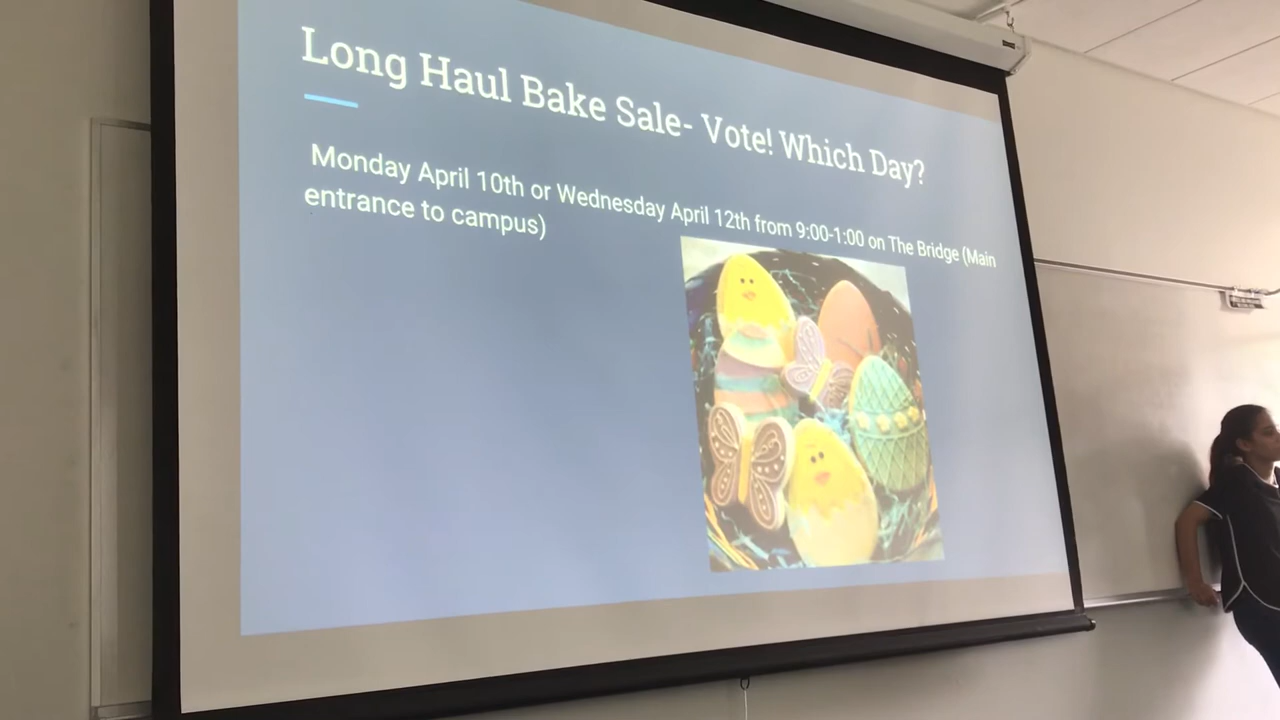 Long Haul Bake Sale- Vote! Which Day?
Monday April 10th or Wednesday April 12th from 9:00-1:00 on The Bridge (Main
entrance to campus)